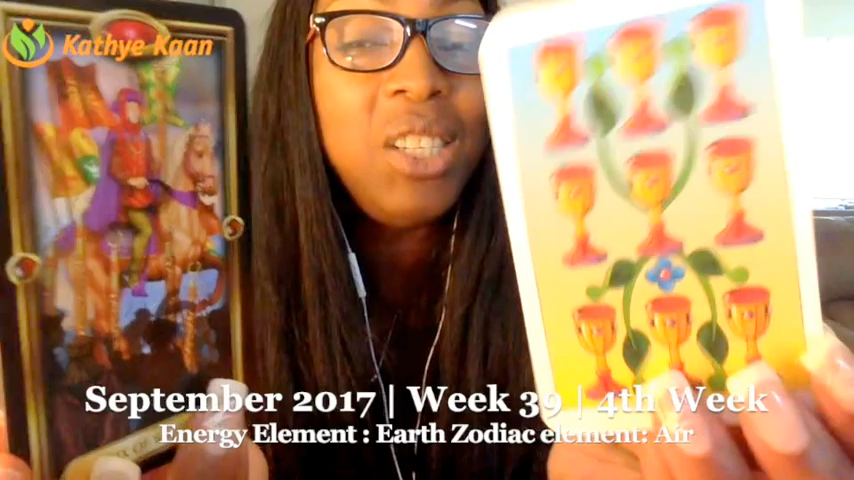 Kathye Kaan
September 2017 | Week 39 | 4th Week
Energy Element : Earth Zodiac element: Air